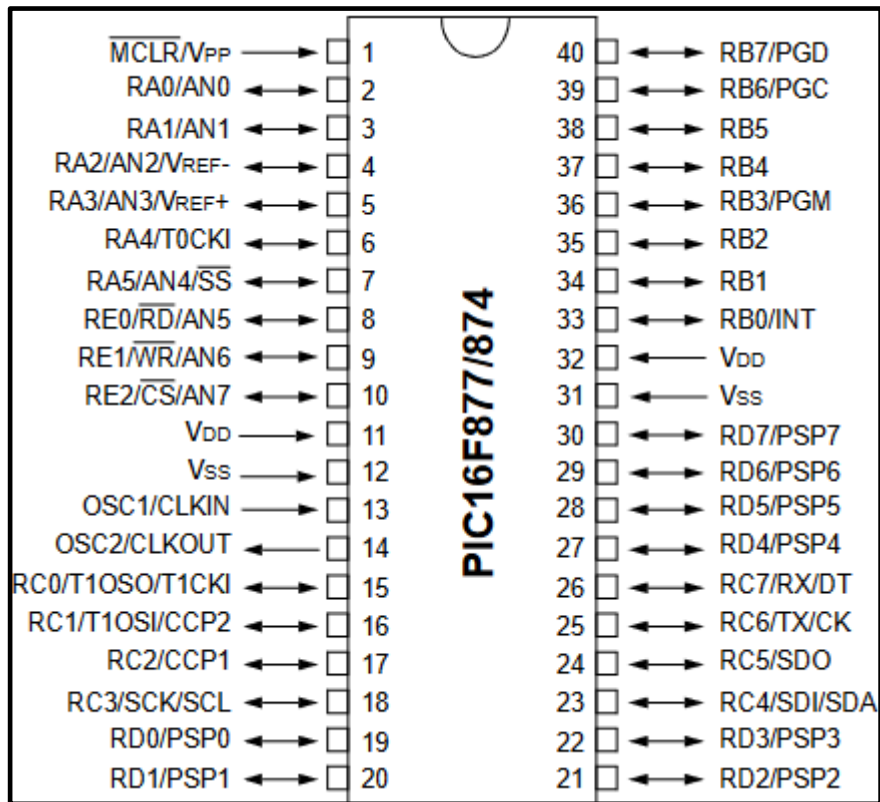 MCLR/VPP 1 40 RB7/PGD
RA0/AN0 2 39 RB6/PGC
RA1/AN1 3 38 RB5
RA2/AN2/VREF- 4 37 RB4
RA3/AN3/VREF+ 5 36 RB3/PGM
RA4/T0CKI 6 35 RB2
RA5/AN4/SS 7 34 RB1
RE0/RD/AN5 8 33 RB0/INT
RE1/WR/AN6 9 32 VDD
RE2/CS/AN7 10 31 VSS
VDD 11 30 RD7/PSP7
VSS 12 29 RD6/PSP6
OSC1/CLKIN 13 28 RD5/PSP5
OSC2/CLKOUT 14 27 RD4/PSP4
RC0/T1OSO/T1CKI 15 26 RC7/RX/DT
RC1/T1OSI/CCP2 16 25 RC6/TX/CK
RC2/CCP1 17 24 RC5/SDO
RC3/SCK/SCL 18 23 RC4/SDI/SDA
RD0/PSP0 19 22 RD3/PSP3
RD1/PSP1 20 21 RD2/PSP2
PIC16F877/874